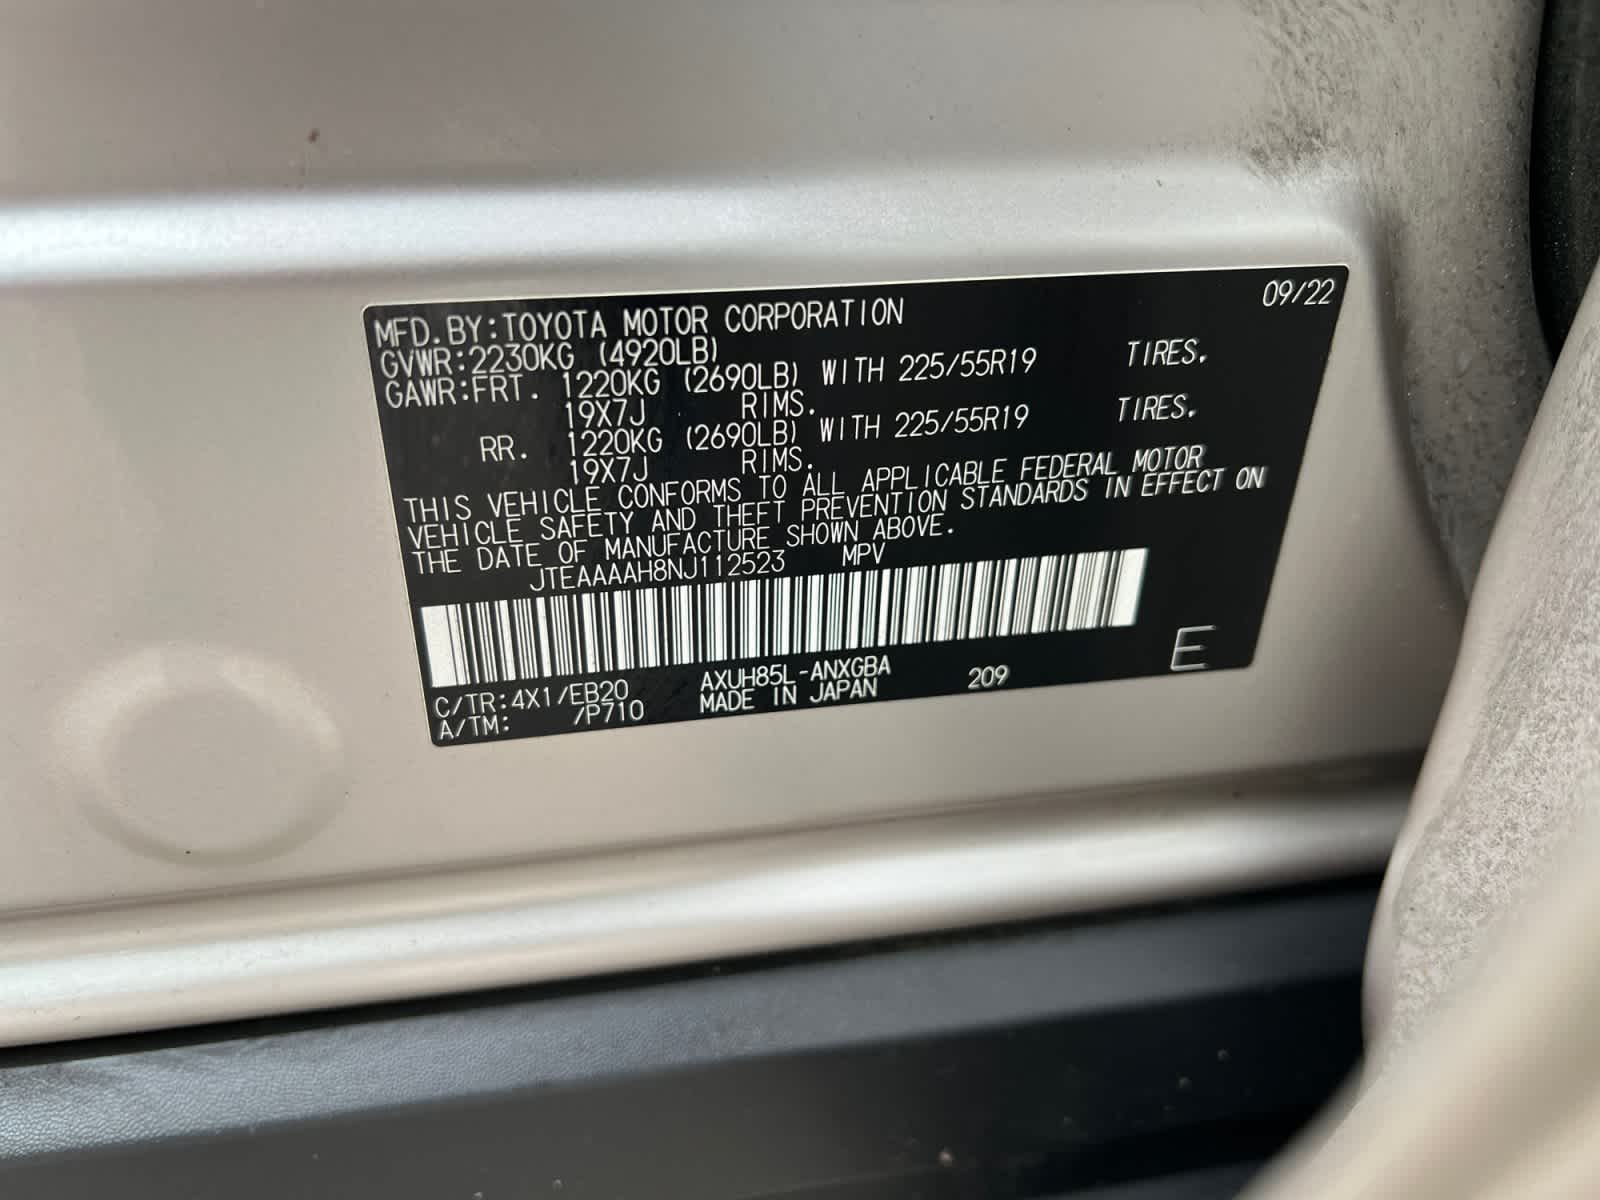 09/22
MFD.BY:TOYOTA MOTOR CORPORATION
GVWR:2230KG (4920LB)
GAWR:FRT. 1220KG (2690LB) WITH 225/55R19 TIRES.
19X7J RIMS.
RR. 1220KG (2690LB) WITH 225/55R19 TIRES.
19X7J RIMS.
THIS VEHICLE CONFORMS TO ALL APPLICABLE FEDERAL MOTOR
VEHICLE SAFETY AND THEFT PREVENTION STANDARDS IN EFFECT ON
THE DATE OF MANUFACTURE SHOWN ABOVE.
JTEAAAAH8NJ112523 MPV
C/TR:4X1/EB20 AXUH85L-ANXGBA 209 E
A/TM: /P710 MADE IN JAPAN